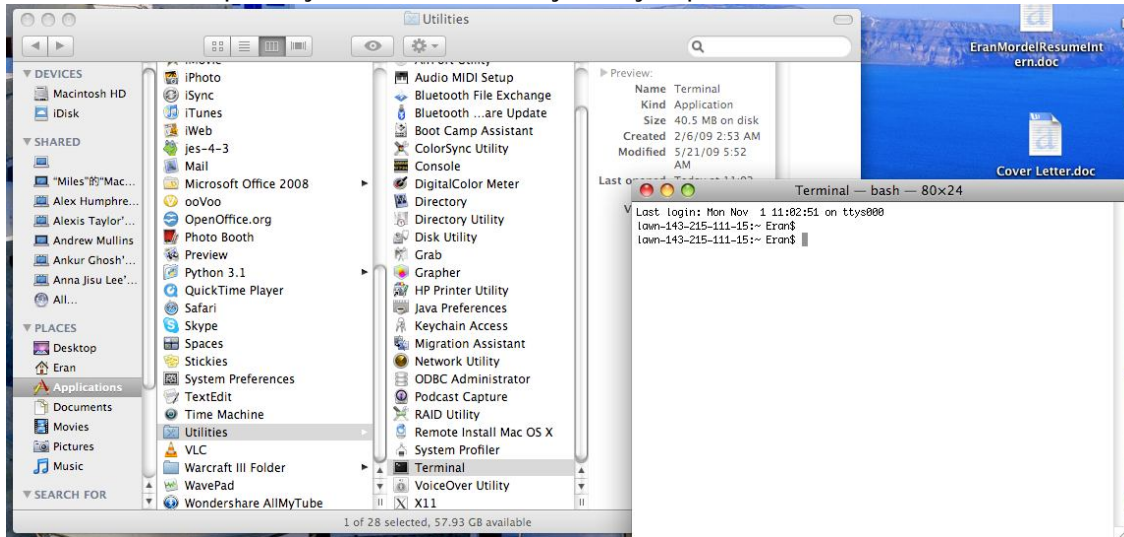 Utilities
DEVICES
Macintosh HD
iDisk
SHARED
"Miles"的"Mac...
Alex Humphre...
Alexis Taylor'...
Andrew Mullins
Ankur Ghosh'...
Anna Jisu Lee'...
All...
PLACES
Desktop
Eran
Applications
Documents
Movies
Pictures
Music
SEARCH FOR
iPhoto
iSync
iTunes
iWeb
jes-4-3
Mail
Microsoft Office 2008
ooVoo
OpenOffice.org
Photo Booth
Preview
Python 3.1
QuickTime Player
Safari
Skype
Spaces
Stickies
System Preferences
TextEdit
Time Machine
Utilities
VLC
Warcraft III Folder
WavePad
Wondershare AllMyTube
Audio MIDI Setup
Bluetooth File Exchange
Bluetooth ...are Update
Boot Camp Assistant
ColorSync Utility
Console
DigitalColor Meter
Directory
Directory Utility
Disk Utility
Grab
Grapher
HP Printer Utility
Java Preferences
Keychain Access
Migration Assistant
Network Utility
ODBC Administrator
Podcast Capture
RAID Utility
Remote Install Mac OS X
System Profiler
Terminal
VoiceOver Utility
X11
Preview:
Name Terminal
Kind Application
Size 40.5 MB on disk
Created 2/6/09 2:53 AM
Modified 5/21/09 5:52
AM
1 of 28 selected, 57.93 GB available
EranMordelResumeInt
ern.doc
Cover Letter.doc
Terminal — bash — 80×24
Last login: Mon Nov  1 11:02:51 on ttys000
lawn-143-215-111-15:~ Eran$
lawn-143-215-111-15:~ Eran$